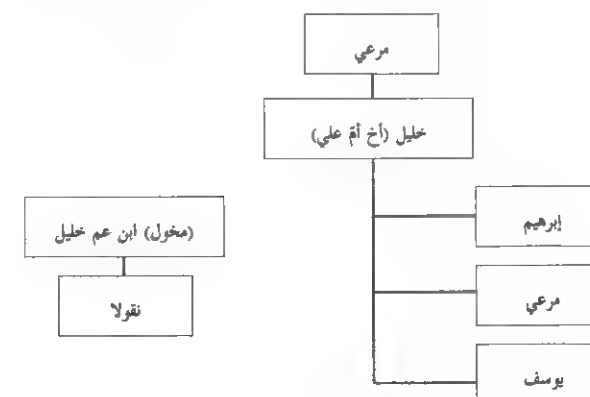 مرعي
خليل (أخ أمّ علي)
إبرهيم
(مخول) ابن عم خليل
مرعي
نقولا
يوسف